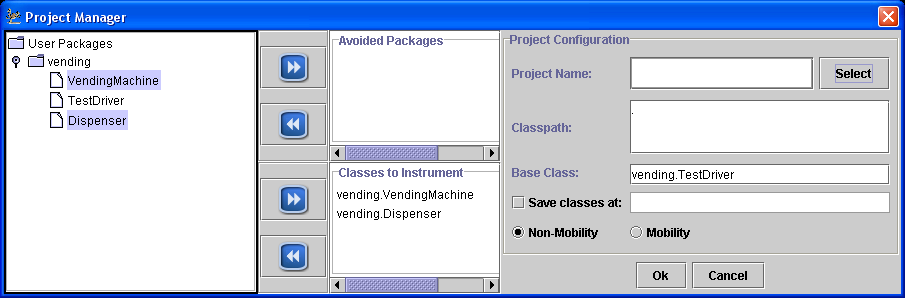 Project Manager
User Packages
vending
VendingMachine
TestDriver
Dispenser
Avoided Packages
Classes to Instrument
vending.VendingMachine
vending.Dispenser
Project Configuration
Project Name:
Select
Classpath:
.
Base Class:
vending.TestDriver
Save classes at:
Non-Mobility Mobility
Ok Cancel